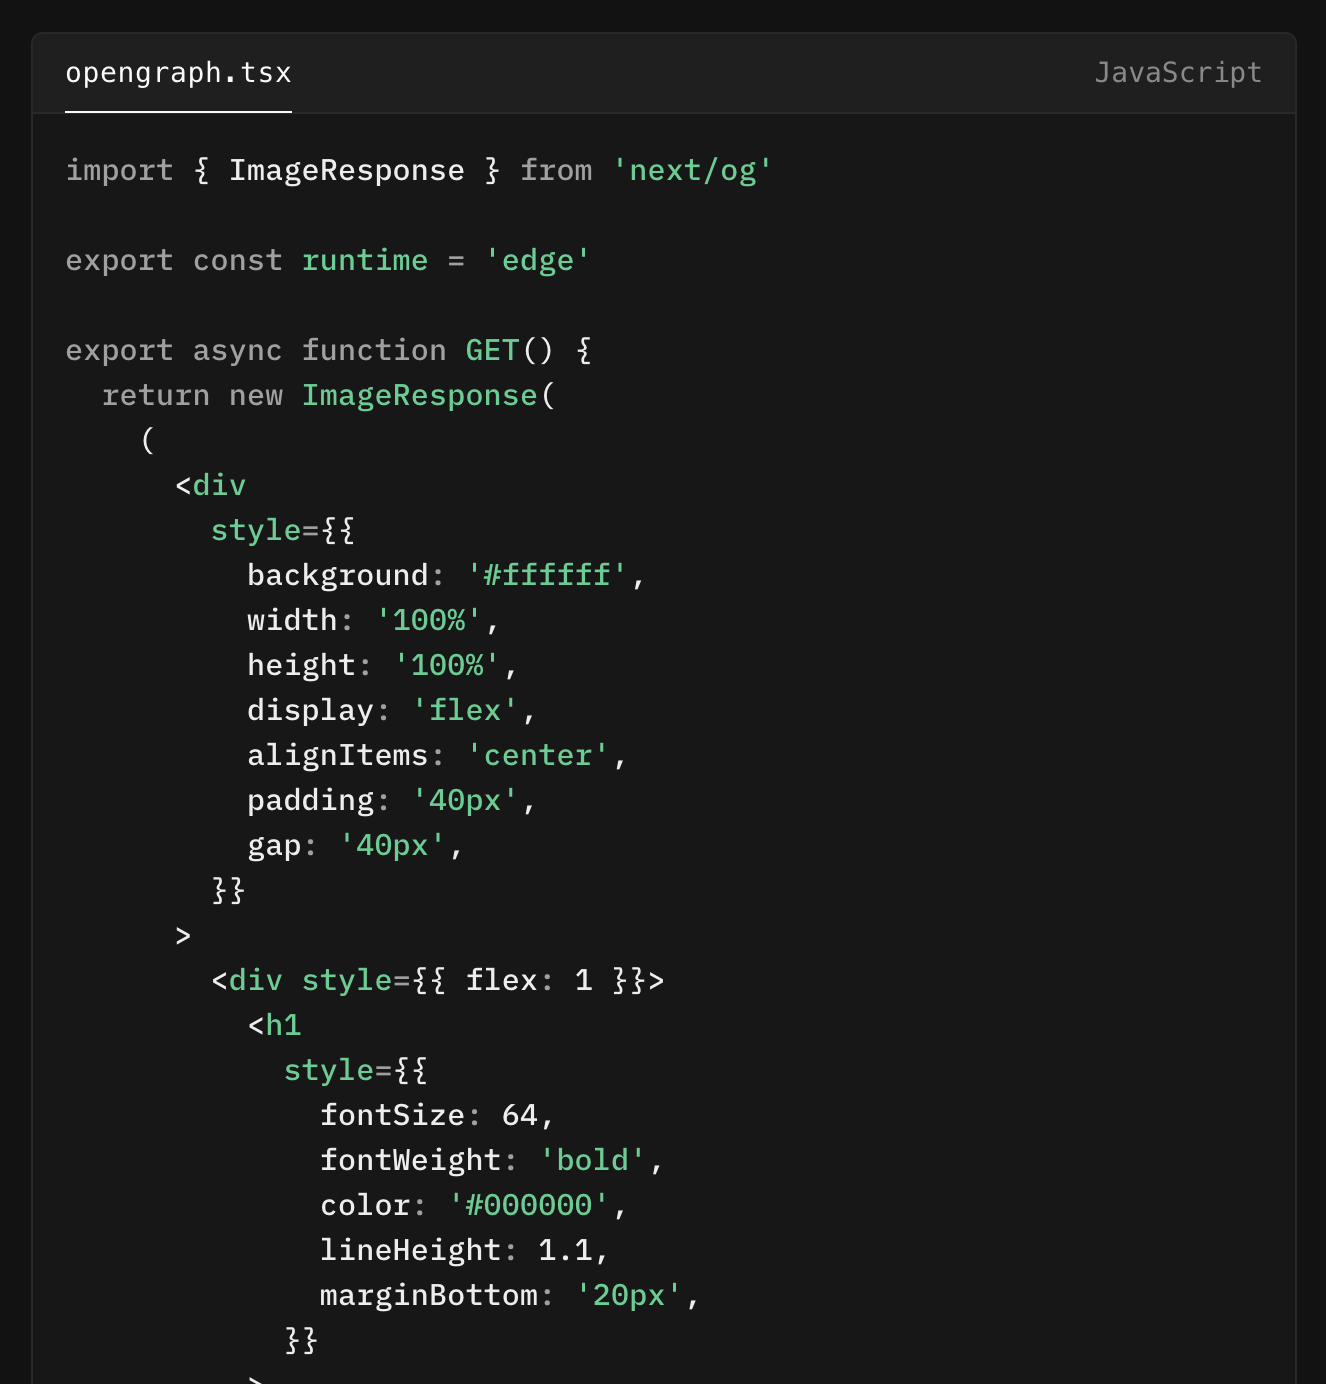 opengraph.tsx
JavaScript
import { ImageResponse } from 'next/og'
export const runtime = 'edge'
export async function GET() {
  return new ImageResponse(
    (
      <div
        style={{
          background: '#ffffff',
          width: '100%',
          height: '100%',
          display: 'flex',
          alignItems: 'center',
          padding: '40px',
          gap: '40px',
        }}
      >
        <div style={{ flex: 1 }}>
          <h1
            style={{
              fontSize: 64,
              fontWeight: 'bold',
              color: '#000000',
              lineHeight: 1.1,
              marginBottom: '20px',
            }}
          >